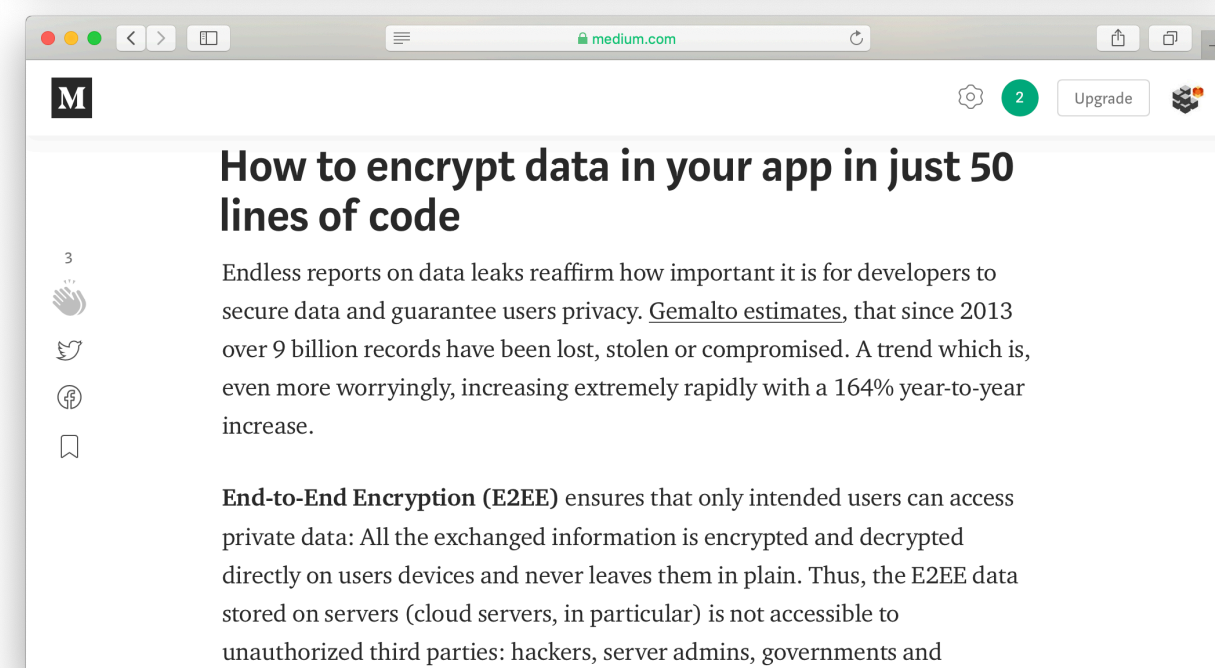 medium.com
M
2
Upgrade
How to encrypt data in your app in just 50
lines of code
3
Endless reports on data leaks reaffirm how important it is for developers to
secure data and guarantee users privacy. Gemalto estimates, that since 2013
over 9 billion records have been lost, stolen or compromised. A trend which is,
even more worryingly, increasing extremely rapidly with a 164% year-to-year
increase.
End-to-End Encryption (E2EE) ensures that only intended users can access
private data: All the exchanged information is encrypted and decrypted
directly on users devices and never leaves them in plain. Thus, the E2EE data
stored on servers (cloud servers, in particular) is not accessible to
unauthorized third parties: hackers, server admins, governments and